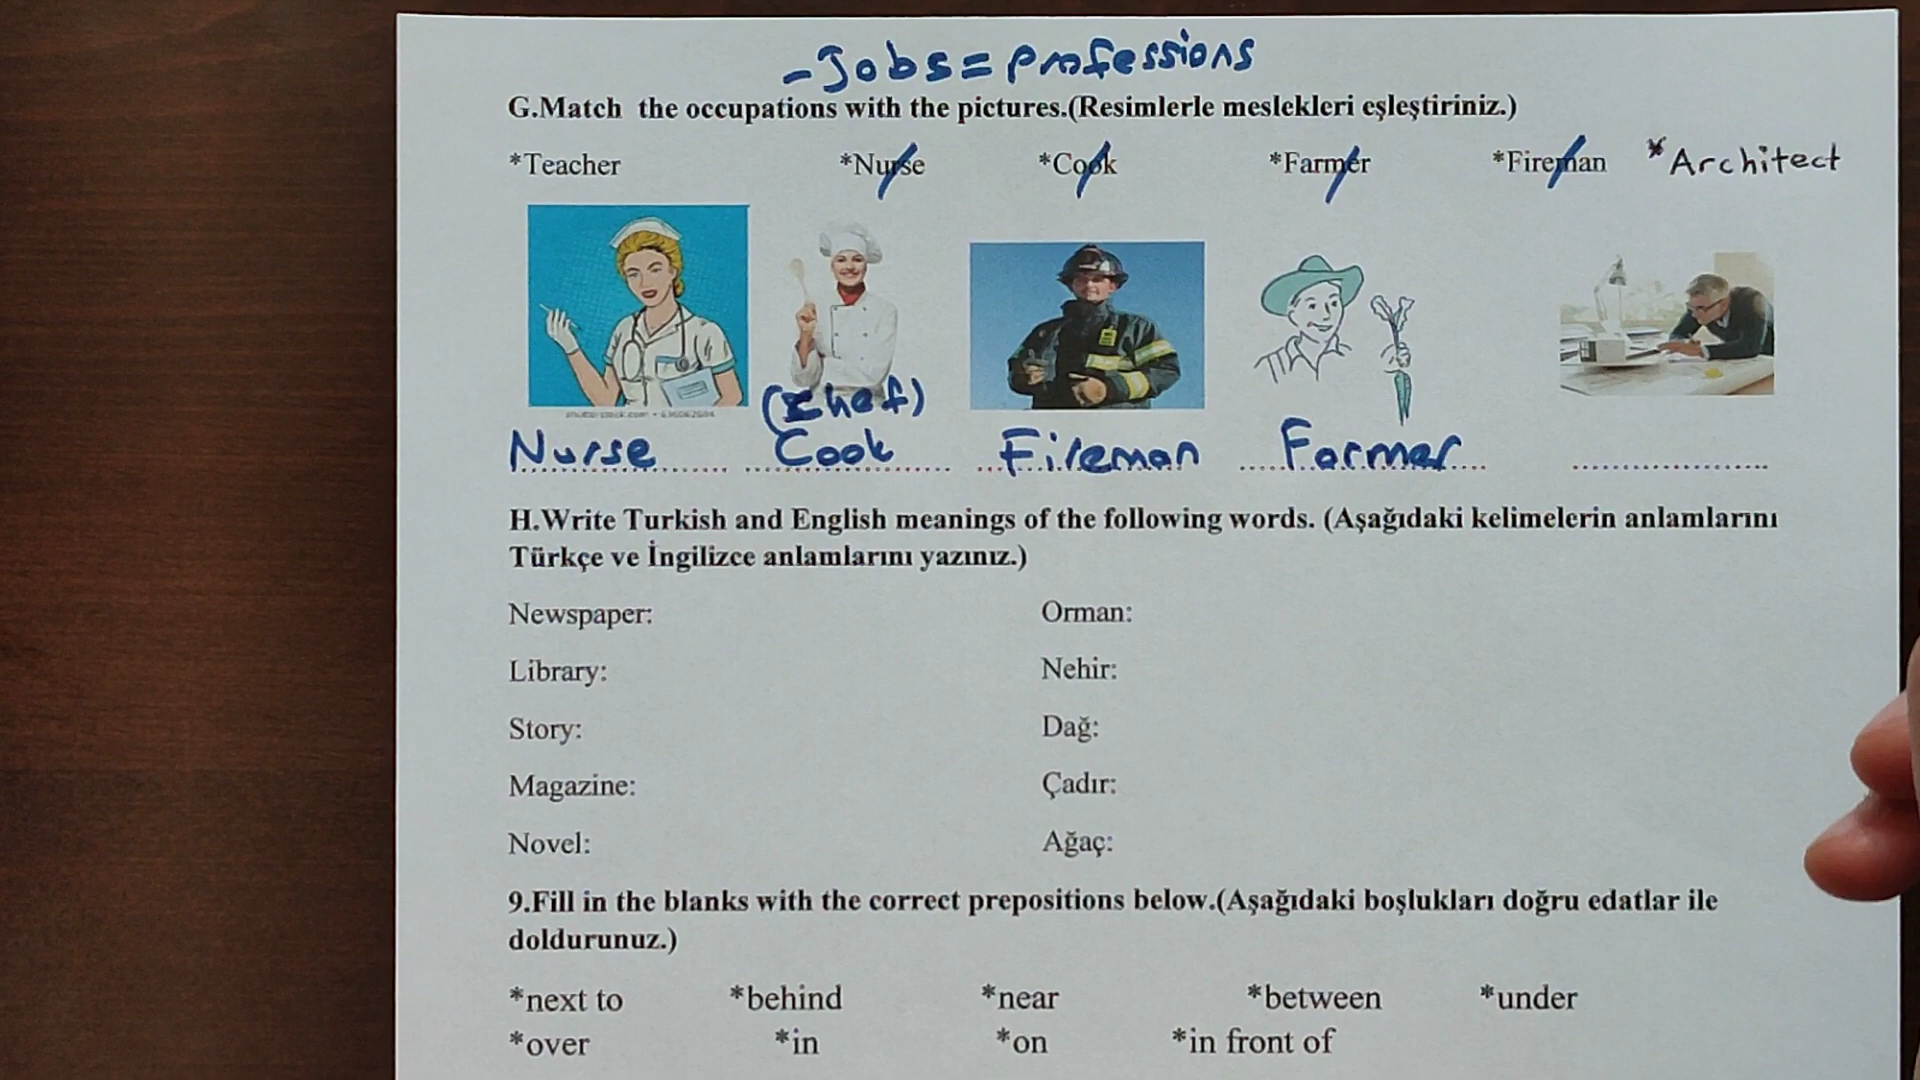 -Jobs=professions
G.Match the occupations with the pictures.(Resimlerle meslekleri eşleştiriniz.)
*Teacher *Nurse *Cook *Farmer *Fireman *Architect
(chef)
Nurse Cook Fireman Farmer
H.Write Turkish and English meanings of the following words. (Aşağıdaki kelimelerin anlamlarını
Türkçe ve İngilizce anlamlarını yazınız.)
Newspaper: Orman:
Library: Nehir:
Story: Dağ:
Magazine: Çadır:
Novel: Ağaç:
9.Fill in the blanks with the correct prepositions below.(Aşağıdaki boşlukları doğru edatlar ile
doldurunuz.)
*next to *behind *near *between *under
*over *in *on *in front of